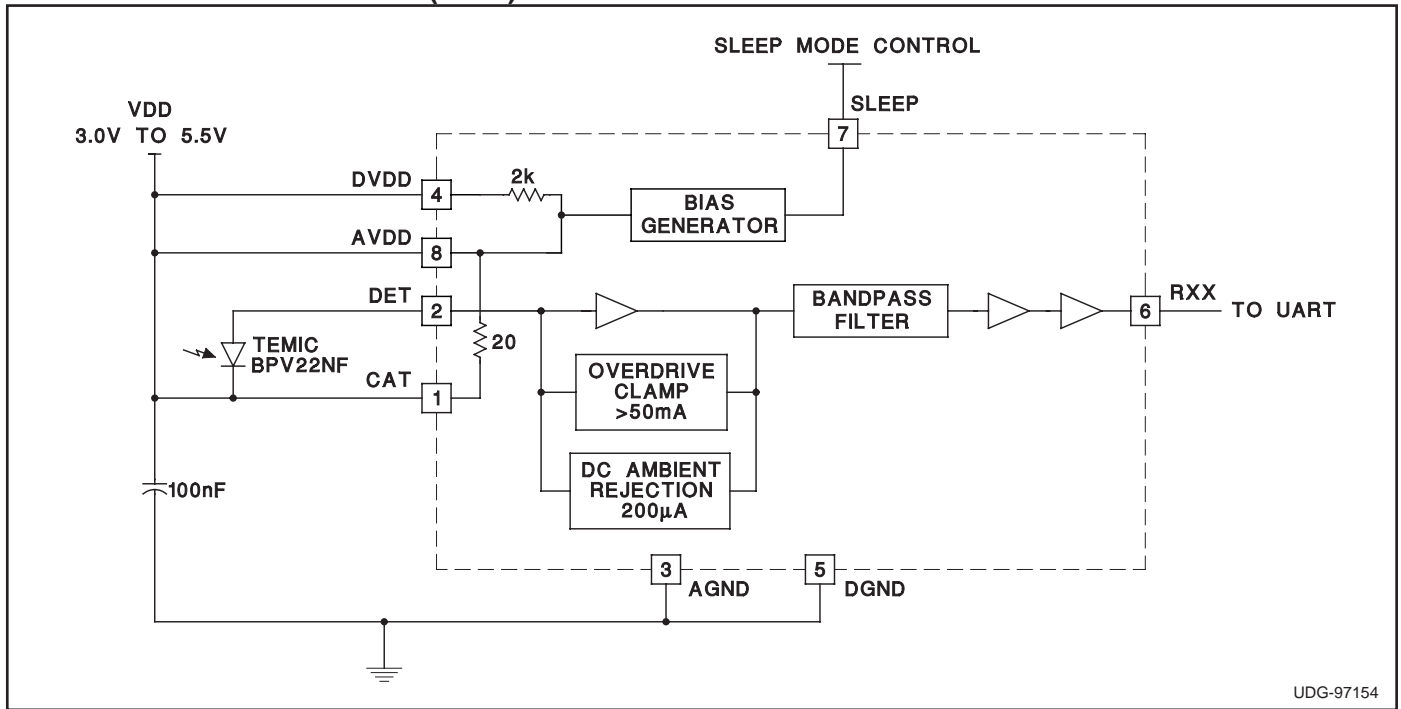 SLEEP MODE CONTROL
SLEEP
7
VDD
3.0V TO 5.5V
DVDD
4
2k
BIAS
GENERATOR
AVDD
8
DET
2
20
BANDPASS
FILTER
6
RXX
TO UART
TEMIC
BPV22NF
CAT
1
OVERDRIVE
CLAMP
>50mA
DC AMBIENT
REJECTION
200μA
100nF
3
AGND
5
DGND
UDG-97154